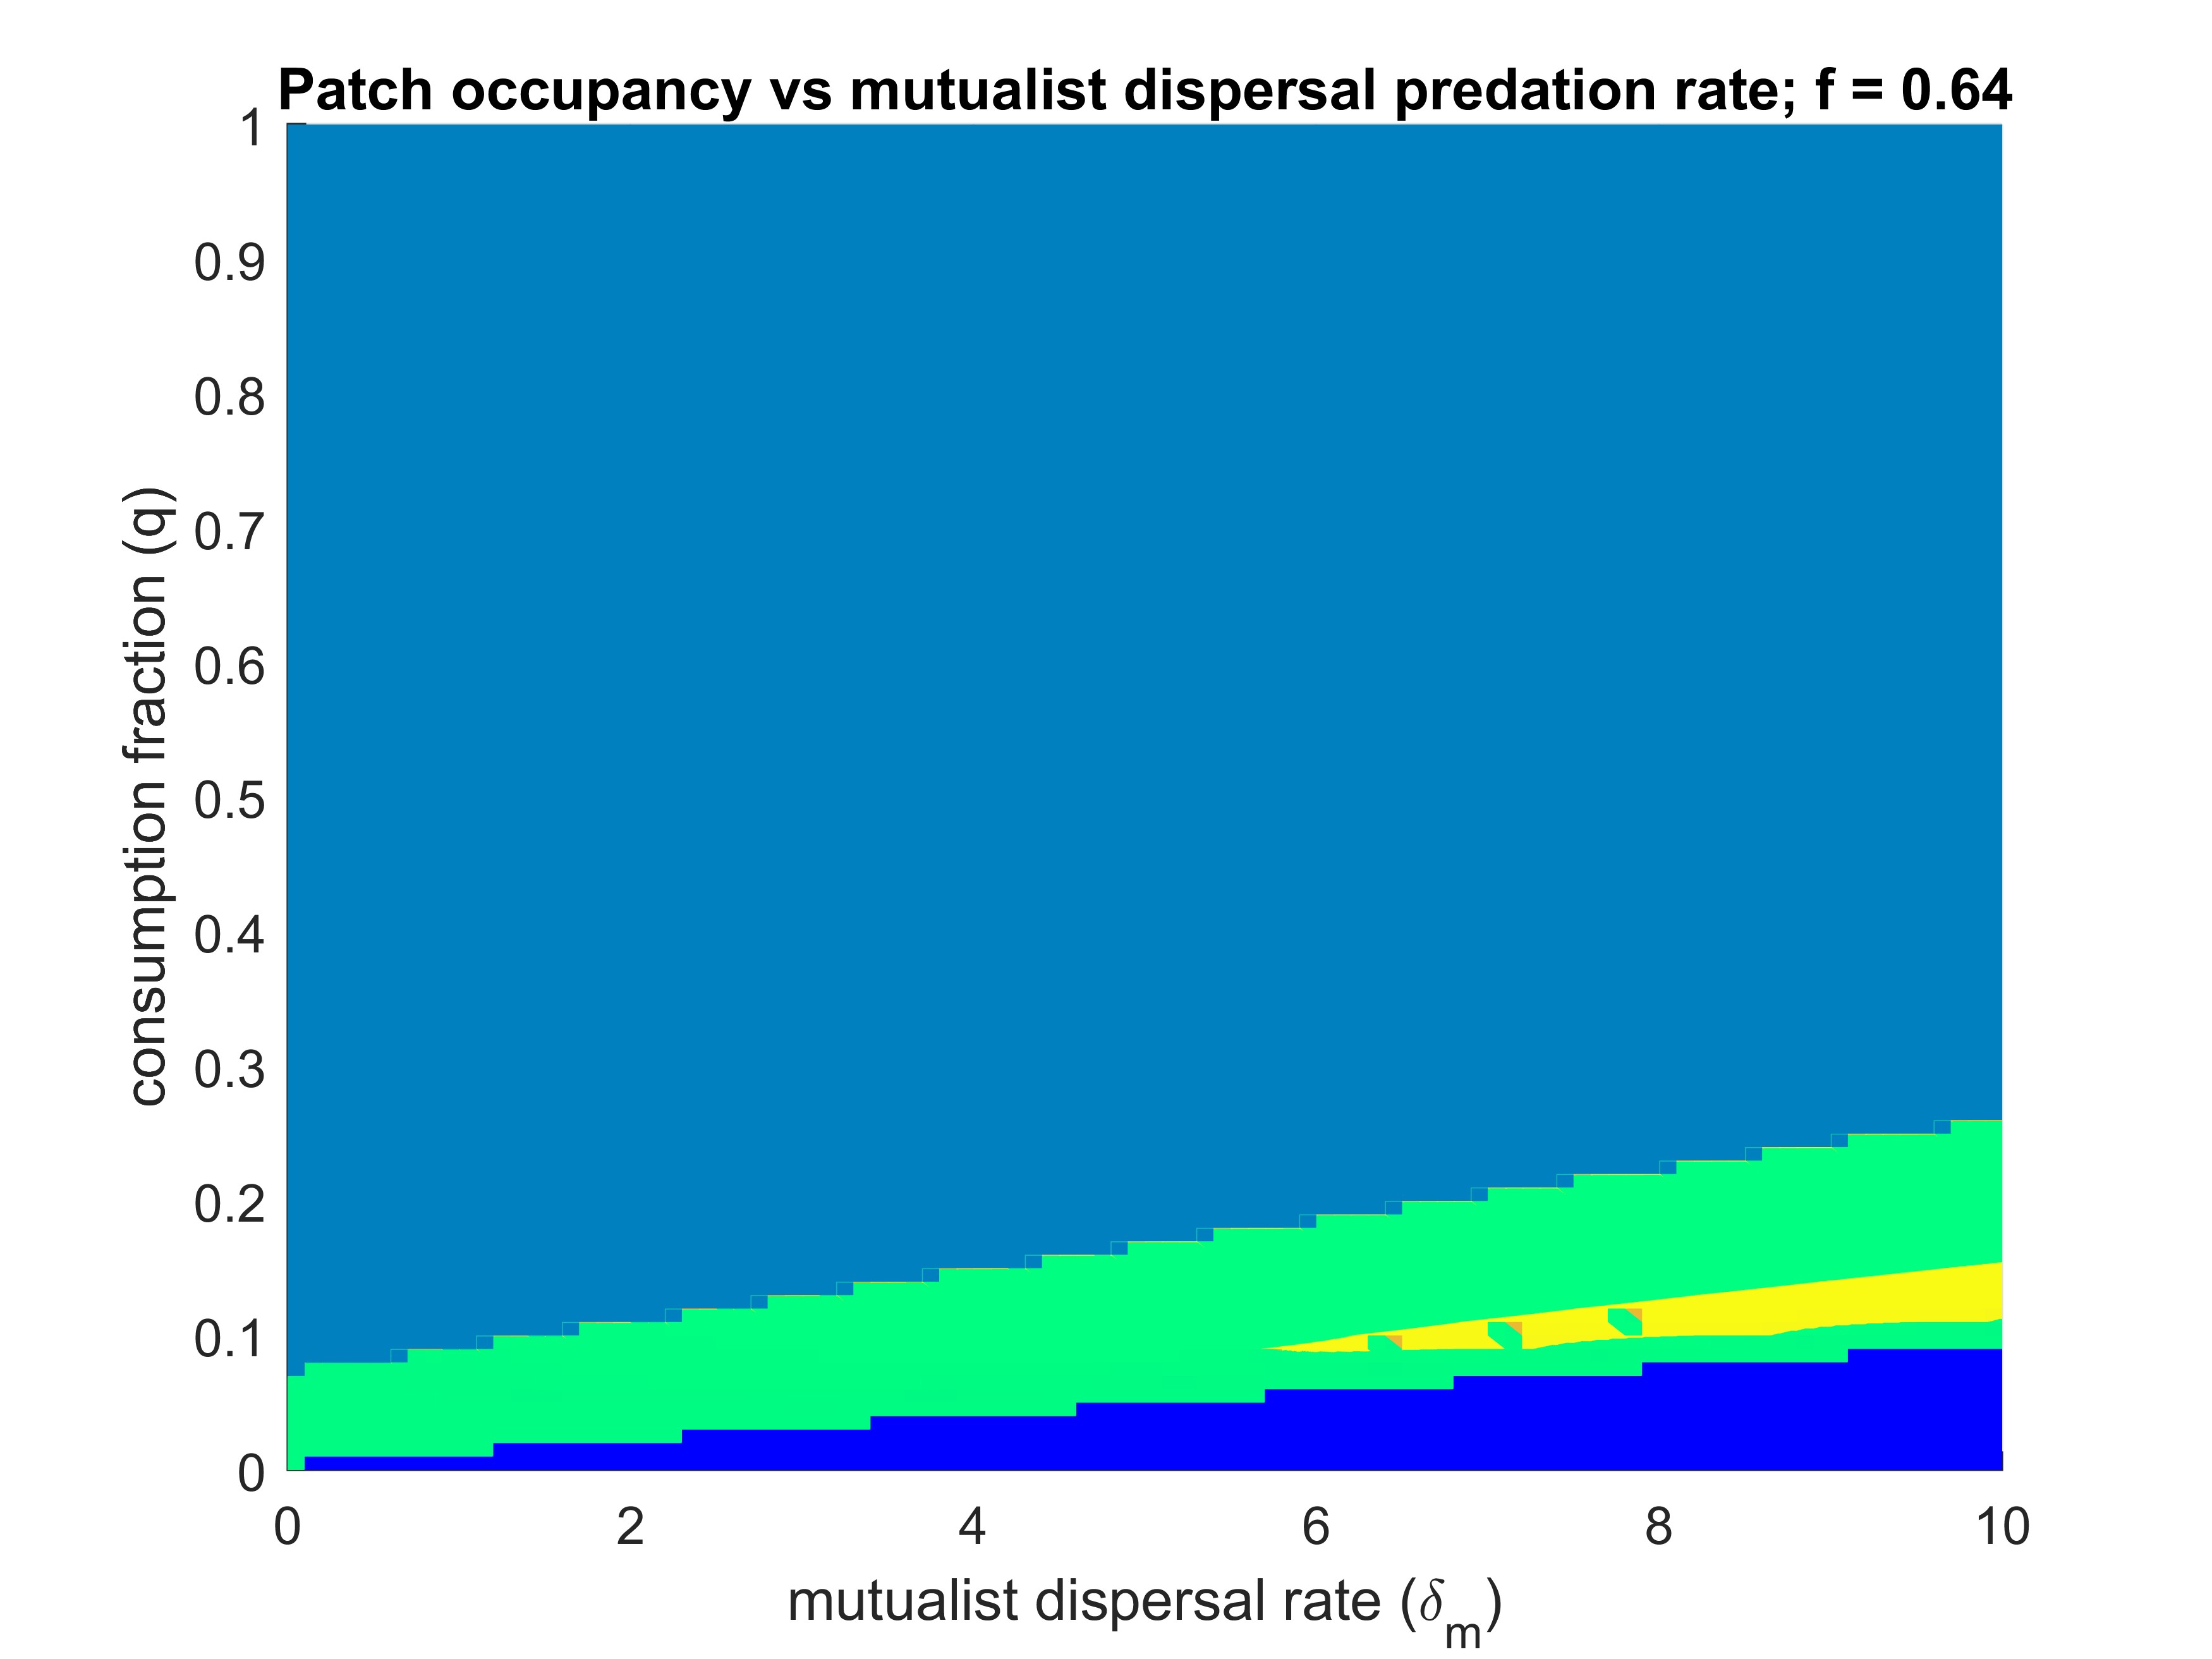 Patch occupancy vs mutualist dispersal predation rate; f = 0.64
1
0.9
0.8
0.7
0.6
0.5
0.4
0.3
0.2
0.1
0
consumption fraction (q)
0 2 4 6 8 10
mutualist dispersal rate (δm)